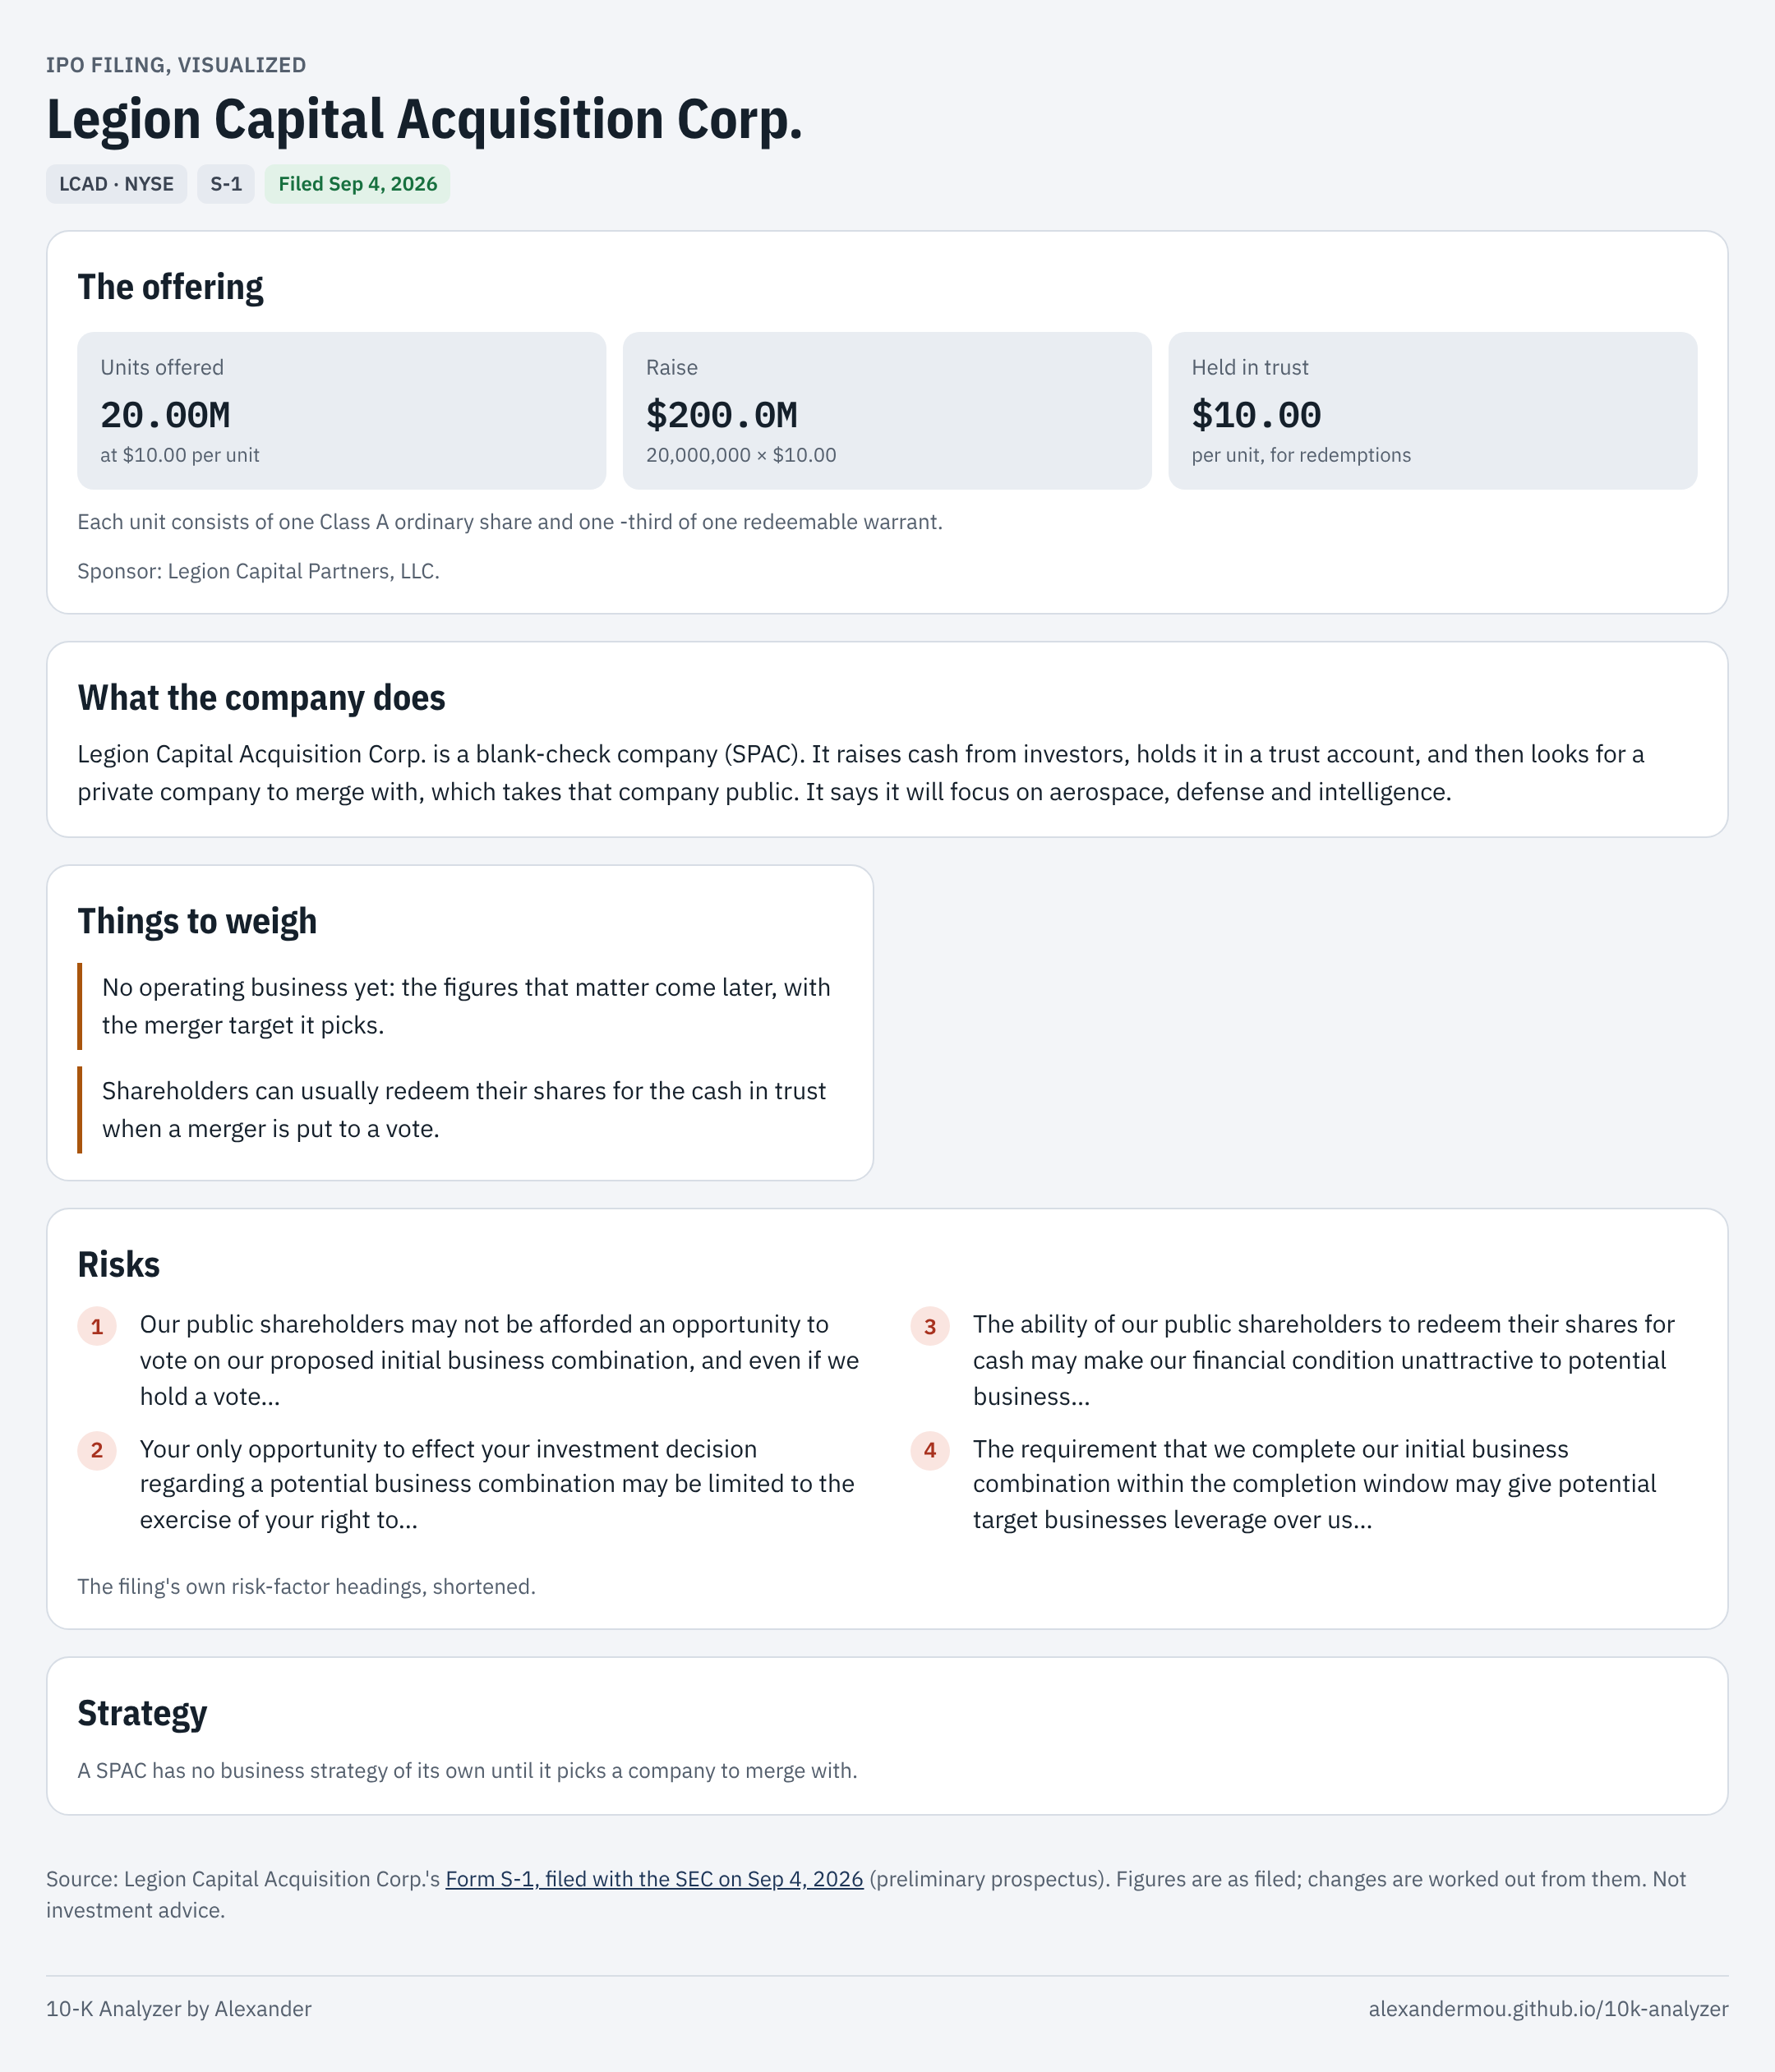 IPO FILING, VISUALIZED
Legion Capital Acquisition Corp.
LCAD · NYSE
S-1
Filed Sep 4, 2026
The offering
Units offered
20.00M
at $10.00 per unit
Raise
$200.0M
20,000,000 × $10.00
Held in trust
$10.00
per unit, for redemptions
Each unit consists of one Class A ordinary share and one -third of one redeemable warrant.
Sponsor: Legion Capital Partners, LLC.
What the company does
Legion Capital Acquisition Corp. is a blank-check company (SPAC). It raises cash from investors, holds it in a trust account, and then looks for a
private company to merge with, which takes that company public. It says it will focus on aerospace, defense and intelligence.
Things to weigh
No operating business yet: the figures that matter come later, with
the merger target it picks.
Shareholders can usually redeem their shares for the cash in trust
when a merger is put to a vote.
Risks
1
Our public shareholders may not be afforded an opportunity to
vote on our proposed initial business combination, and even if we
hold a vote…
2
Your only opportunity to effect your investment decision
regarding a potential business combination may be limited to the
exercise of your right to…
3
The ability of our public shareholders to redeem their shares for
cash may make our financial condition unattractive to potential
business…
4
The requirement that we complete our initial business
combination within the completion window may give potential
target businesses leverage over us…
The filing's own risk-factor headings, shortened.
Strategy
A SPAC has no business strategy of its own until it picks a company to merge with.
Source: Legion Capital Acquisition Corp.'s Form S-1, filed with the SEC on Sep 4, 2026 (preliminary prospectus). Figures are as filed; changes are worked out from them. Not
investment advice.
10-K Analyzer by Alexander
alexandermou.github.io/10k-analyzer